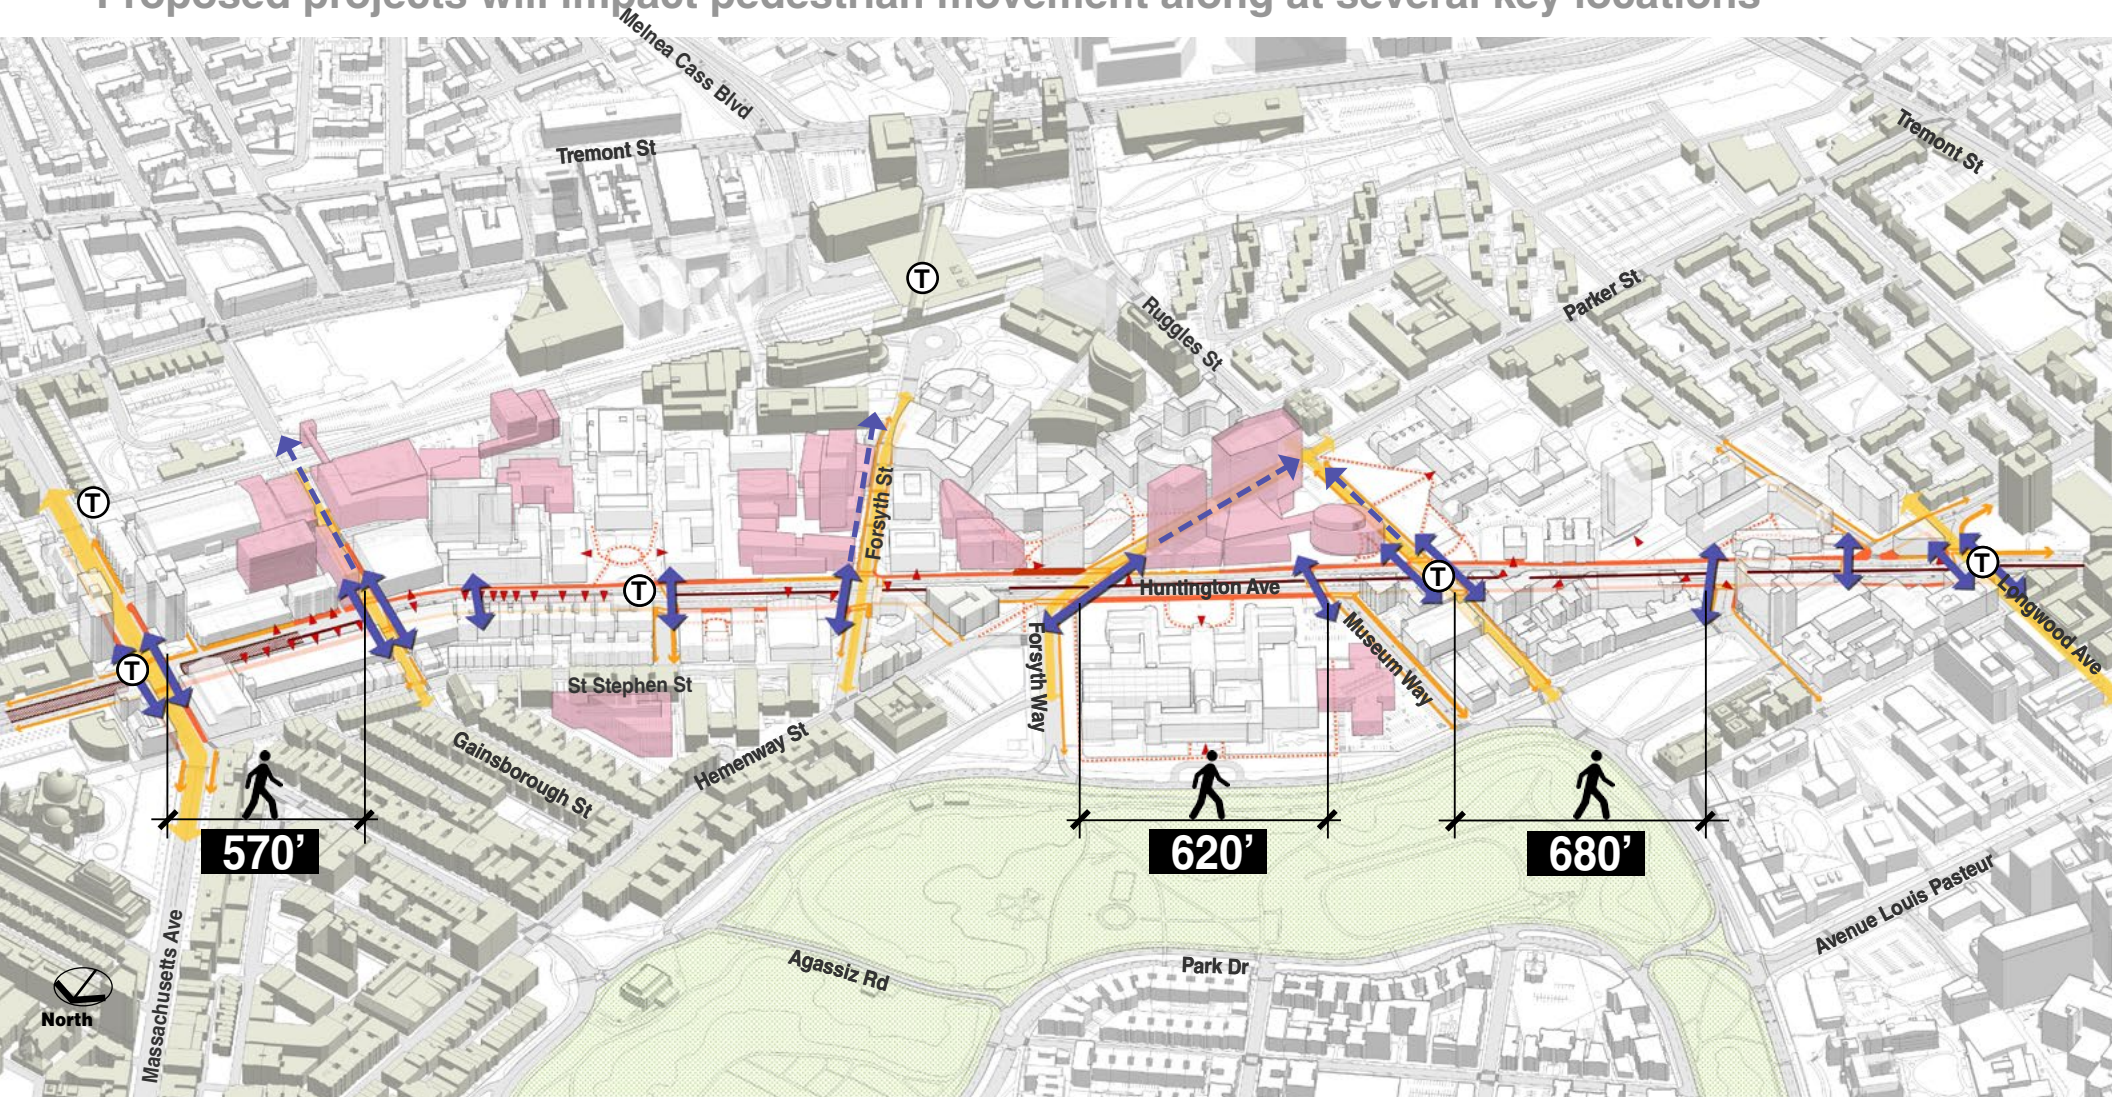 Proposed projects will impact pedestrian movement along at several key locations
Melnea Cass Blvd
Tremont St
Tremont St
T
Ruggles St
Parker St
T
Forsyth St
T
T
T
Huntington Ave
T
Longwood Ave
Forsyth Way
Museum Way
St Stephen St
Gainsborough St
Hemenway St
570’
620’
680’
Massachusetts Ave
Avenue Louis Pasteur
Agassiz Rd
Park Dr
North